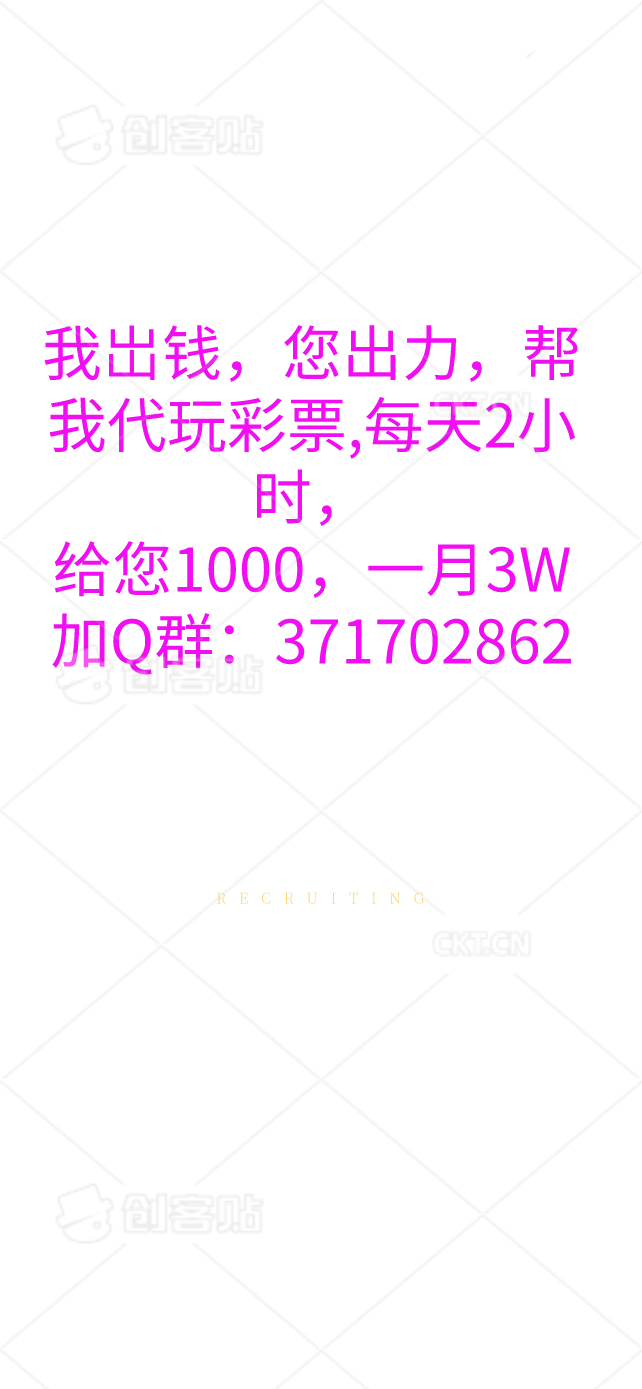 创客贴
我出钱，您出力，帮
CKT.CN
我代玩彩票,每天2小
时，
给您1000，一月3W
加Q群：371702862
创客贴
RECRUITING
CKT.CN
创客贴